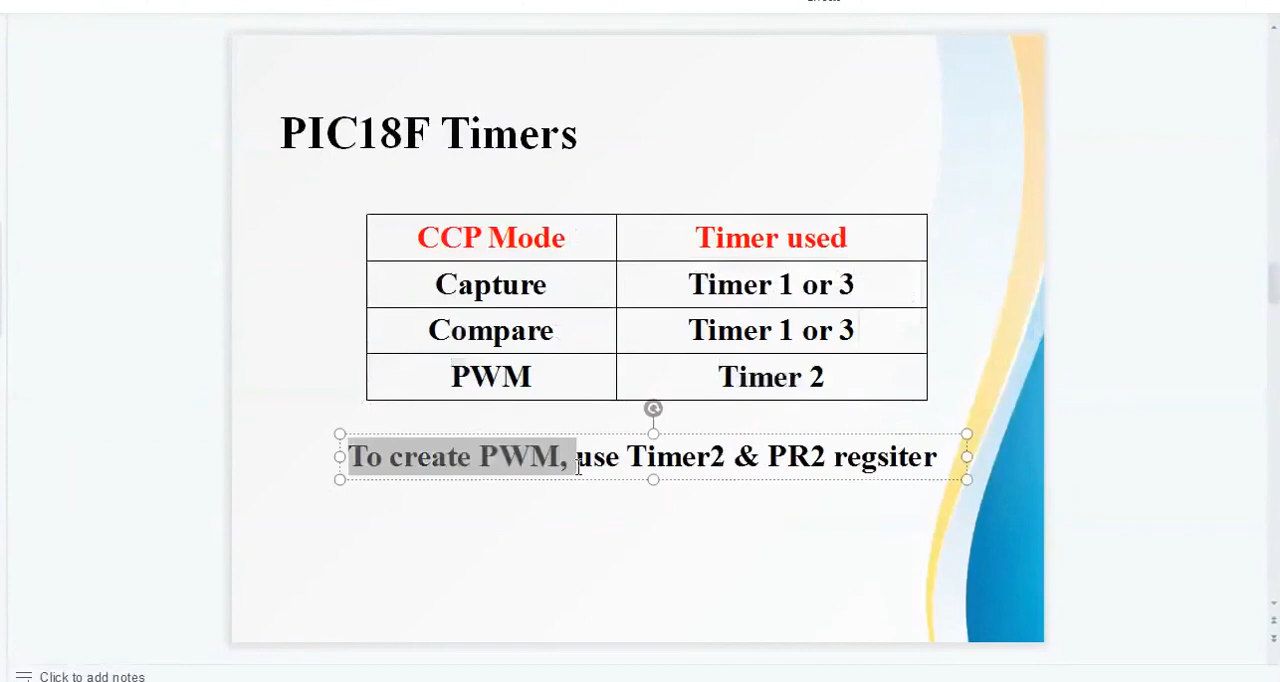 PIC18F Timers
CCP Mode Timer used
Capture Timer 1 or 3
Compare Timer 1 or 3
PWM Timer 2
To create PWM, use Timer2 & PR2 regsiter
Click to add notes